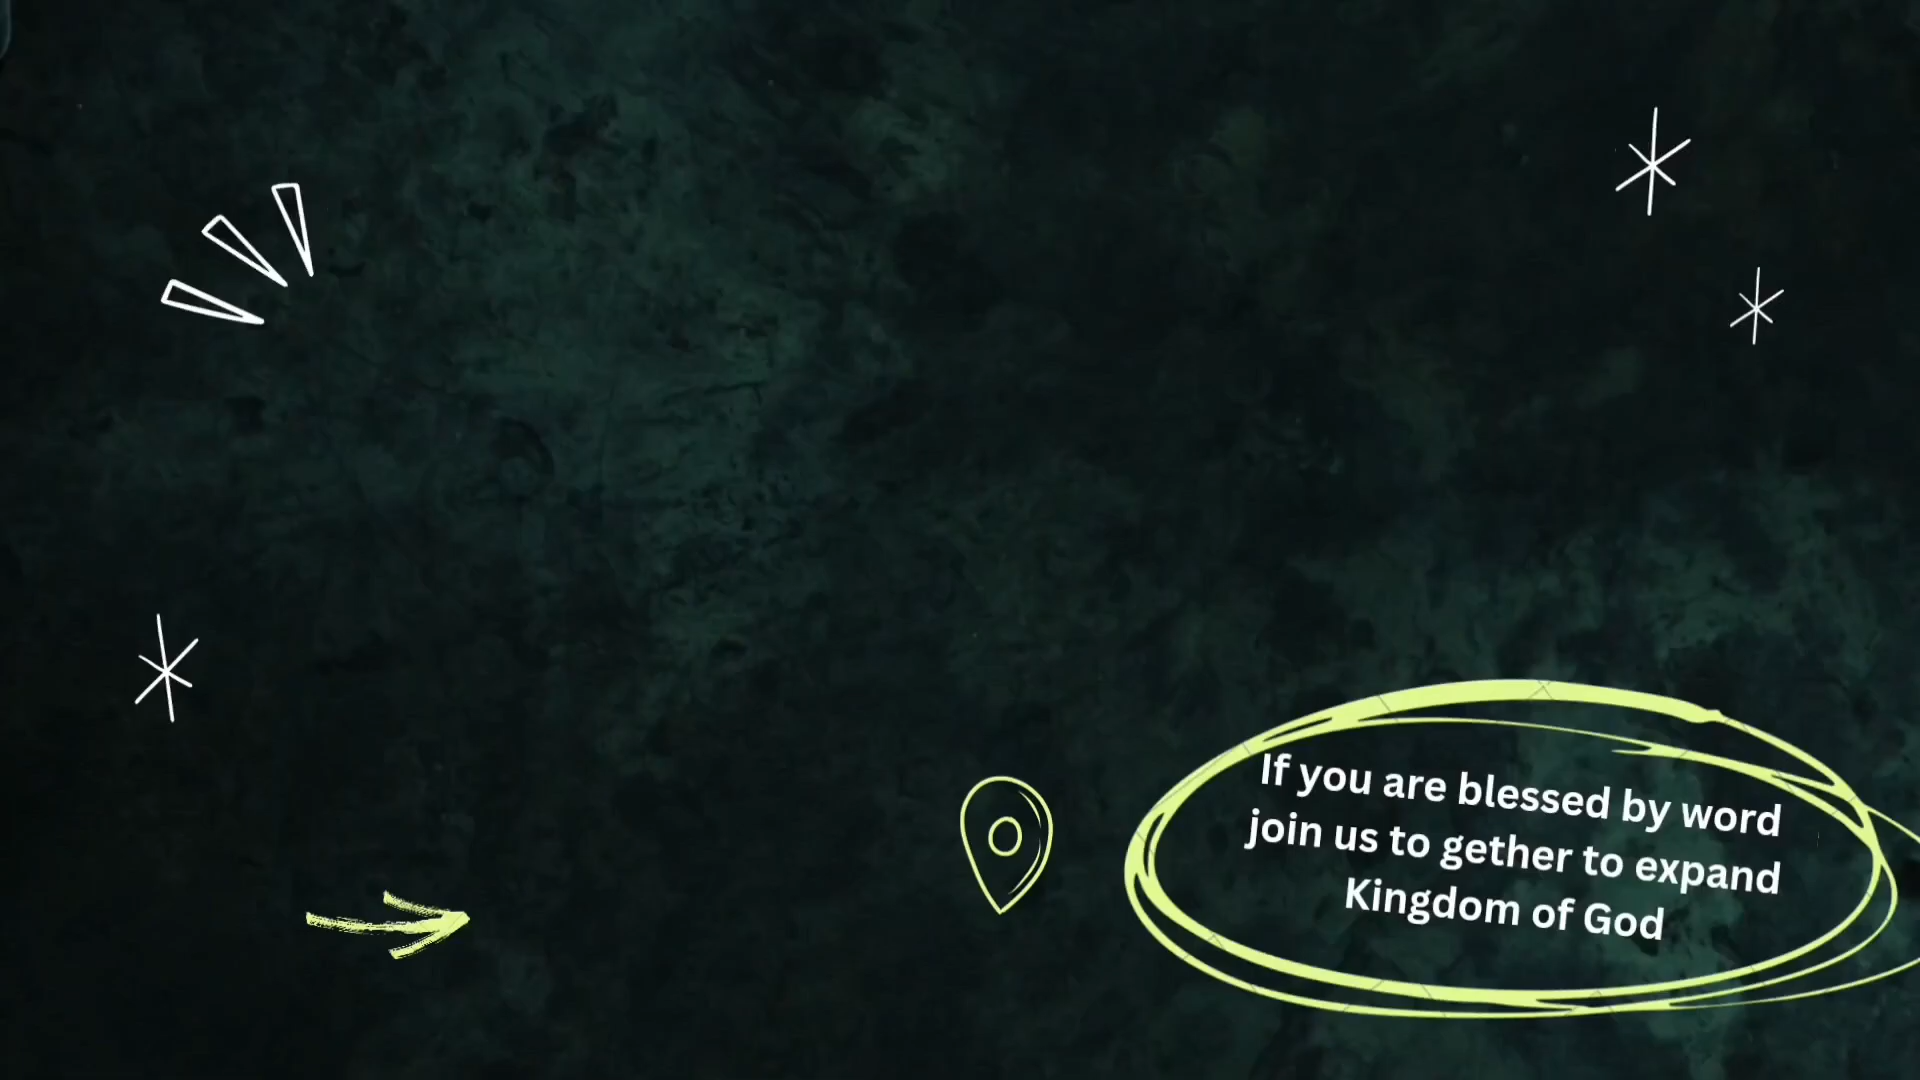 If you are blessed by word
join us to gether to expand
Kingdom of God